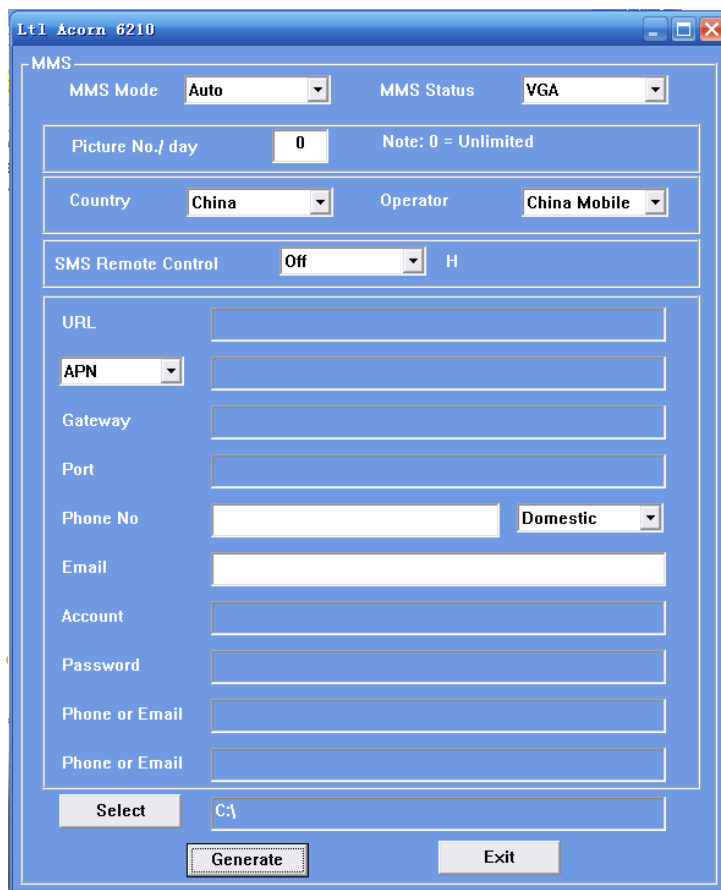 Ltl Acorn 6210
MMS
MMS Mode Auto MMS Status VGA
Picture No./ day 0 Note: 0 = Unlimited
Country China Operator China Mobile
SMS Remote Control Off H
URL
APN
Gateway
Port
Phone No Domestic
Email
Account
Password
Phone or Email
Phone or Email
Select C:\
Generate Exit